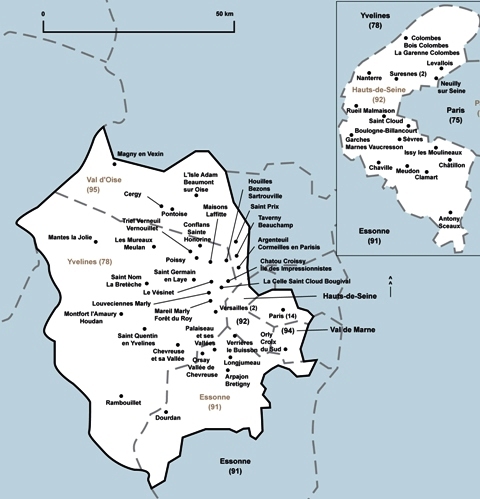 0
50 km
Magny en Vexin
Val d'Oise
(95)
L'Isle Adam
Beaumont
sur Oise
Cergy
Pontoise
Maisons
Laffitte
Houilles
Bezons
Sartrouville
Saint Prix
Taverny
Beauchamp
Triel Verneuil
Vernouillet
Conflans
Sainte
Honorine
Mantes la Jolie
Les Mureaux
Meulan
Argenteuil
Cormeilles en Parisis
Poissy
Yvelines (78)
Chatou Croissy
Ile des Impressionnistes
Saint Germain
en Laye
Saint Nom
La Bretèche
La Celle Saint Cloud Bougival
Le Vésinet
Hauts-de-Seine
Louveciennes Marly
Mareil Marly
Forêt du Roy
Versailles (2)
Montfort l'Amaury
Houdan
Paris (14)
(92)
(94)
Val de Marne
Saint Quentin
en Yvelines
Palaiseau
et ses
Vallées
Verrières
le Buisson
Orly
Croix
du Bud
Chevreuse
et sa Vallée
Orsay
Vallée de
Chevreuse
Longjumeau
Arpajon
Bretigny
Rambouillet
Essonne
(91)
Dourdan
Essonne
(91)
Yvelines
(78)
Colombes
Bois Colombes
La Garenne Colombes
Levallois
Nanterre
Suresnes (2)
Neuilly
sur Seine
Hauts-de-Seine
(92)
Rueil Malmaison
Saint Cloud
Paris
(75)
P
(
Boulogne-Billancourt
Garches
Sèvres
Marnes Vaucresson
Issy les Moulineaux
Chaville
Meudon
Châtillon
Clamart
Antony
Sceaux
Essonne
(91)